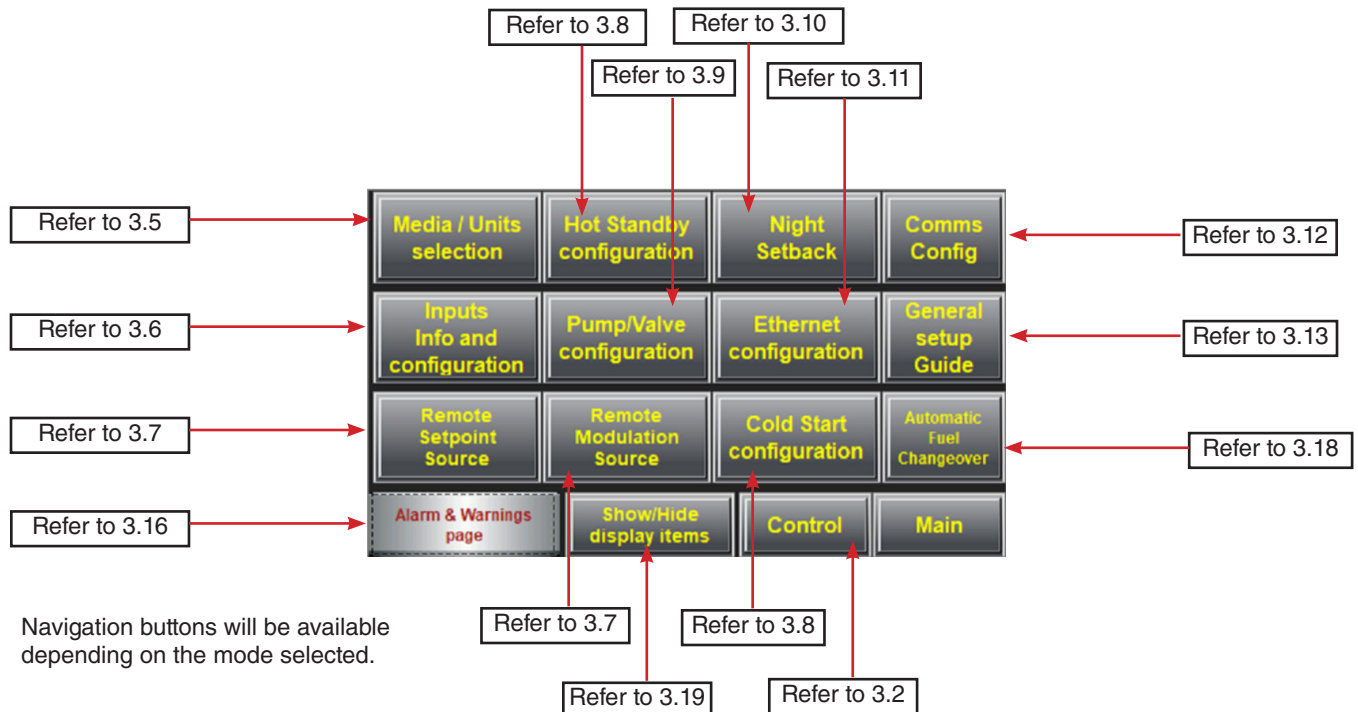 Refer to 3.8
Refer to 3.10
Refer to 3.9
Refer to 3.11
Refer to 3.5
Media / Units
selection
Hot Standby
configuration
Night
Setback
Comms
Config
Refer to 3.12
Refer to 3.6
Inputs
Info and
configuration
Pump/Valve
configuration
Ethernet
configuration
General
setup
Guide
Refer to 3.13
Refer to 3.7
Remote
Setpoint
Source
Remote
Modulation
Source
Cold Start
configuration
Automatic
Fuel
Changeover
Refer to 3.18
Refer to 3.16
Alarm & Warnings
page
Show/Hide
display items
Control
Main
Navigation buttons will be available
depending on the mode selected.
Refer to 3.7
Refer to 3.8
Refer to 3.19
Refer to 3.2